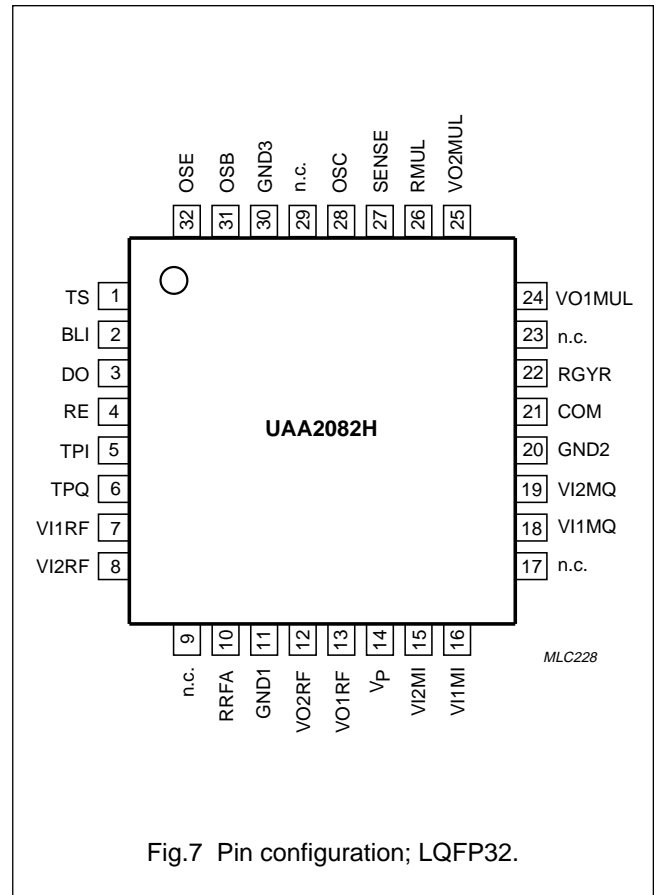 OSE
OSB
GND3
n.c.
OSC
SENSE
RMUL
VO2MUL
32
31
30
29
28
27
26
25
TS 1
BLI 2
DO 3
RE 4
TPI 5
TPQ 6
VI1RF 7
VI2RF 8
UAA2082H
24 VO1MUL
23 n.c.
22 RGYR
21 COM
20 GND2
19 VI2MQ
18 VI1MQ
17 n.c.
9
10
11
12
13
14
15
16
n.c.
RRFA
GND1
VO2RF
VO1RF
VP
VI2MI
VI1MI
MLC228
Fig.7 Pin configuration; LQFP32.